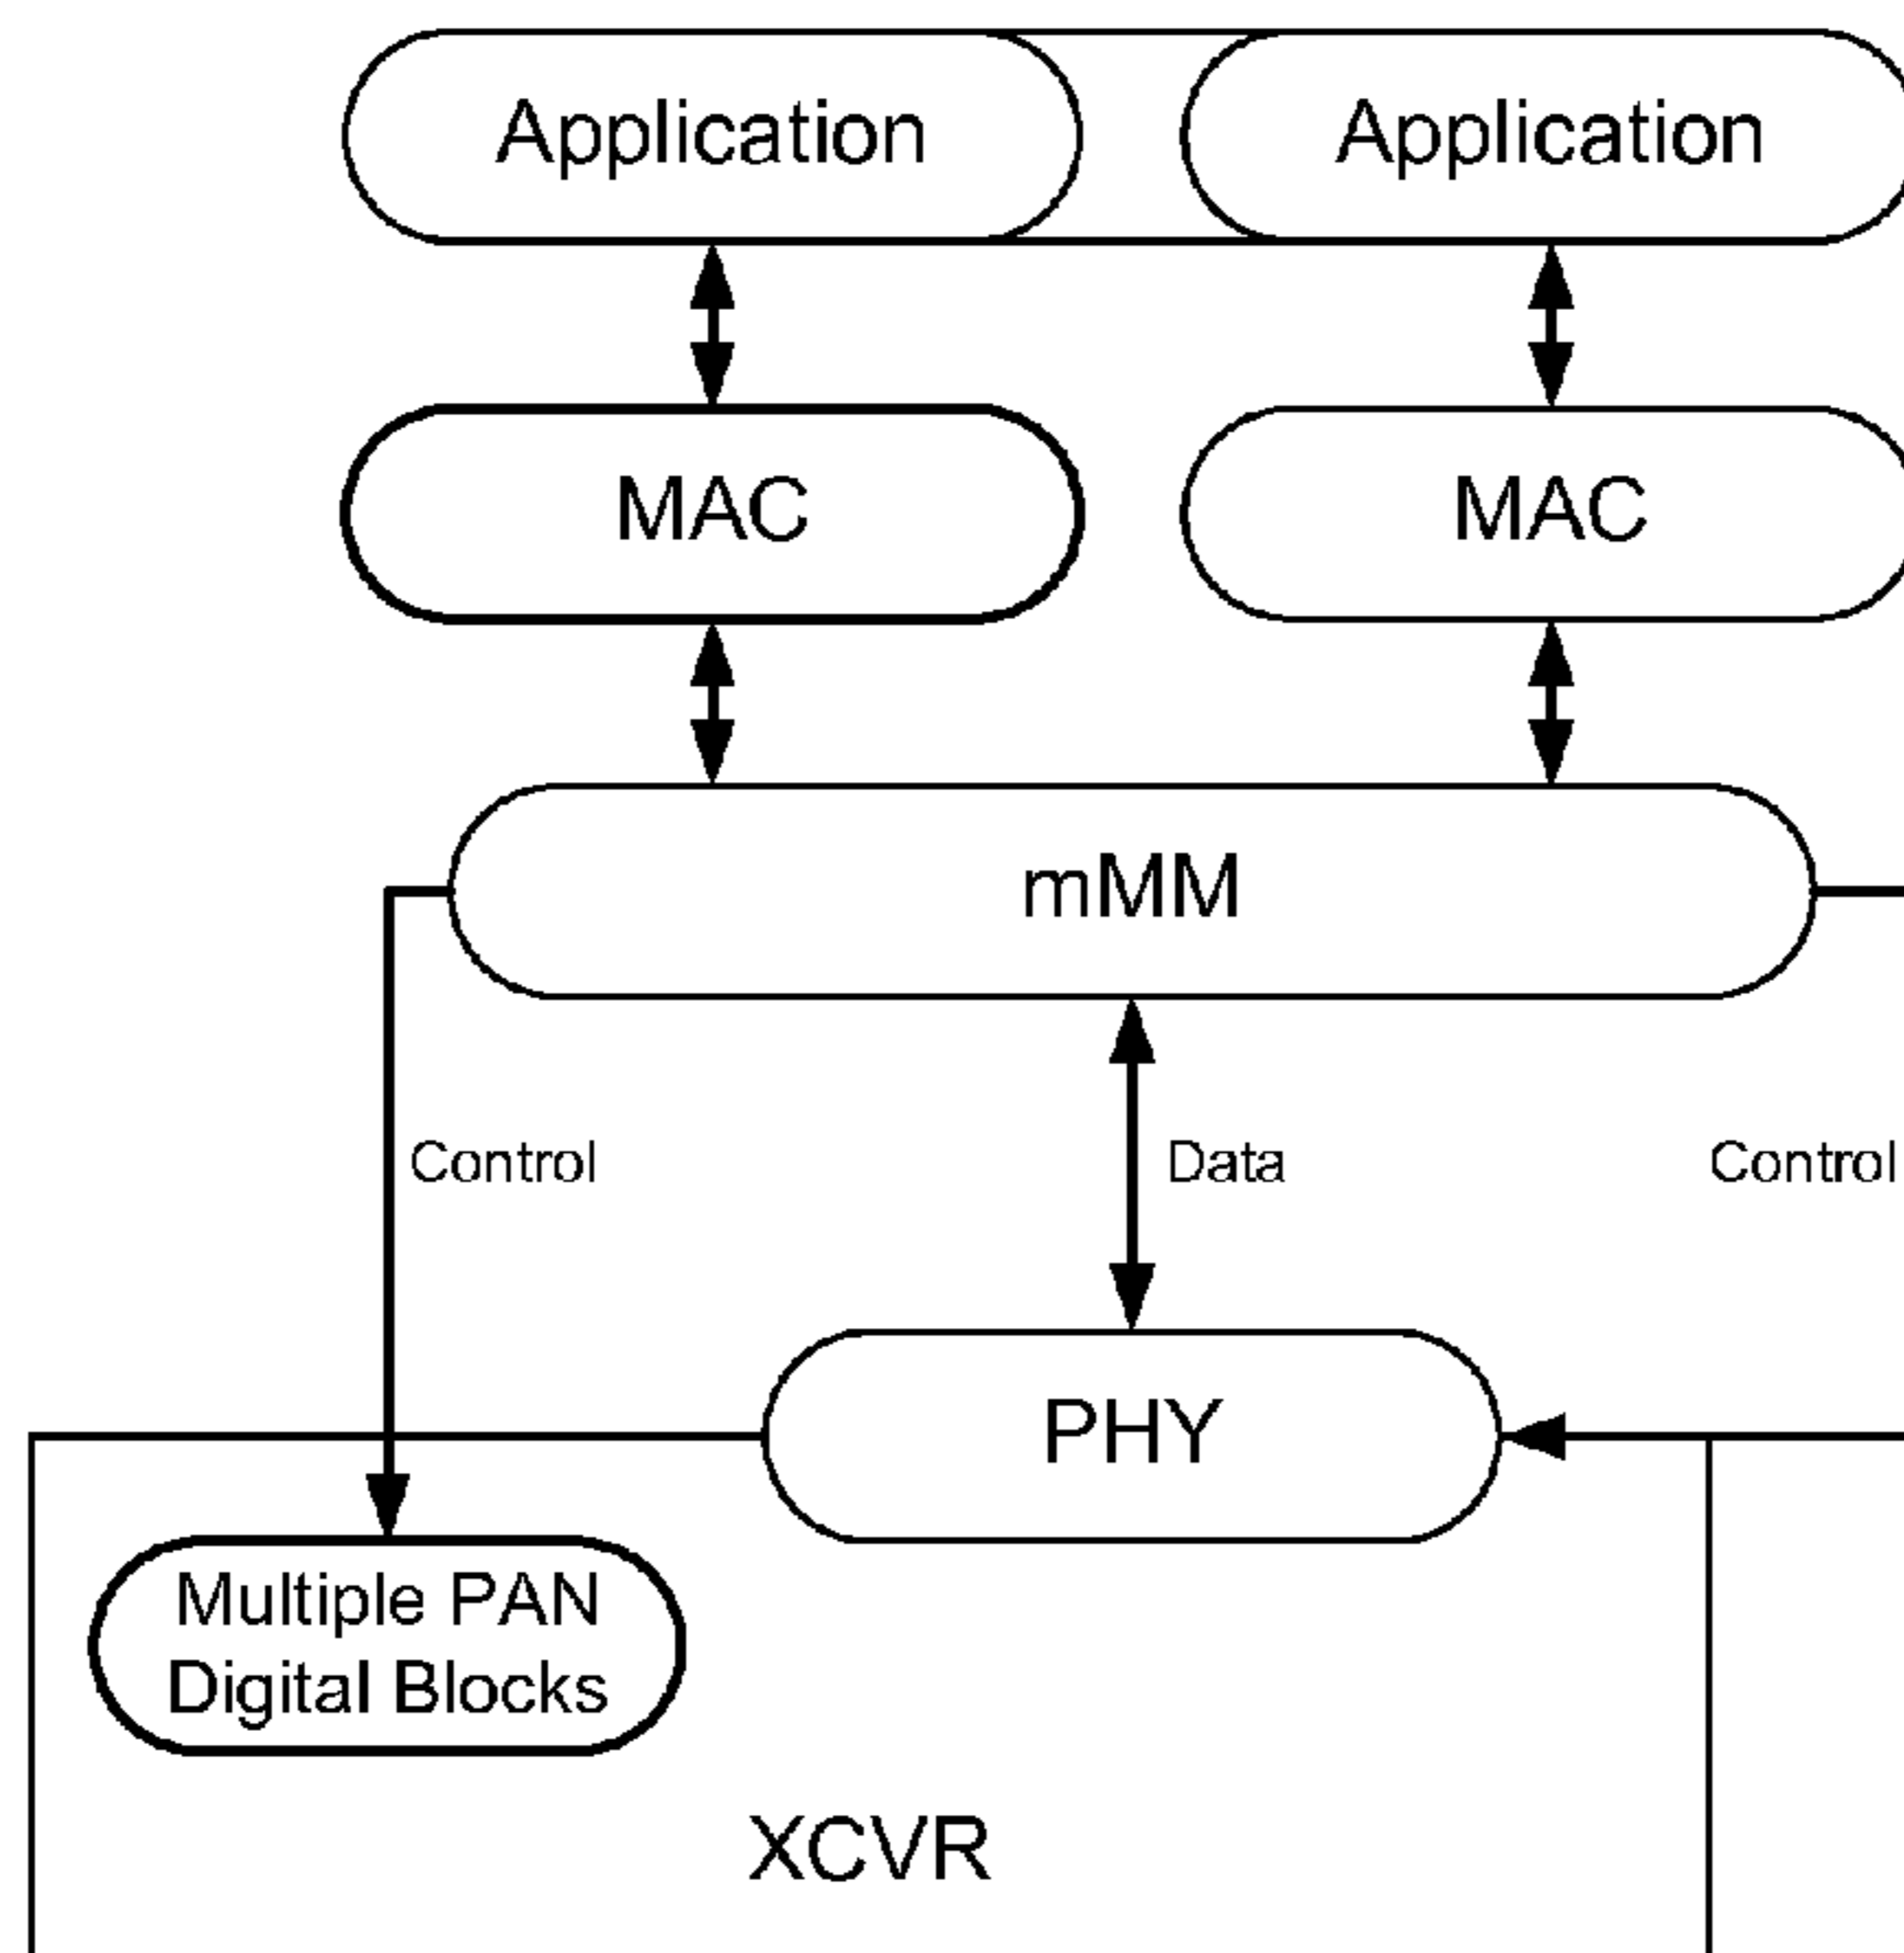 Application
Application
MAC
MAC
mMM
Control
Data
Control
PHY
Multiple PAN
Digital Blocks
XCVR